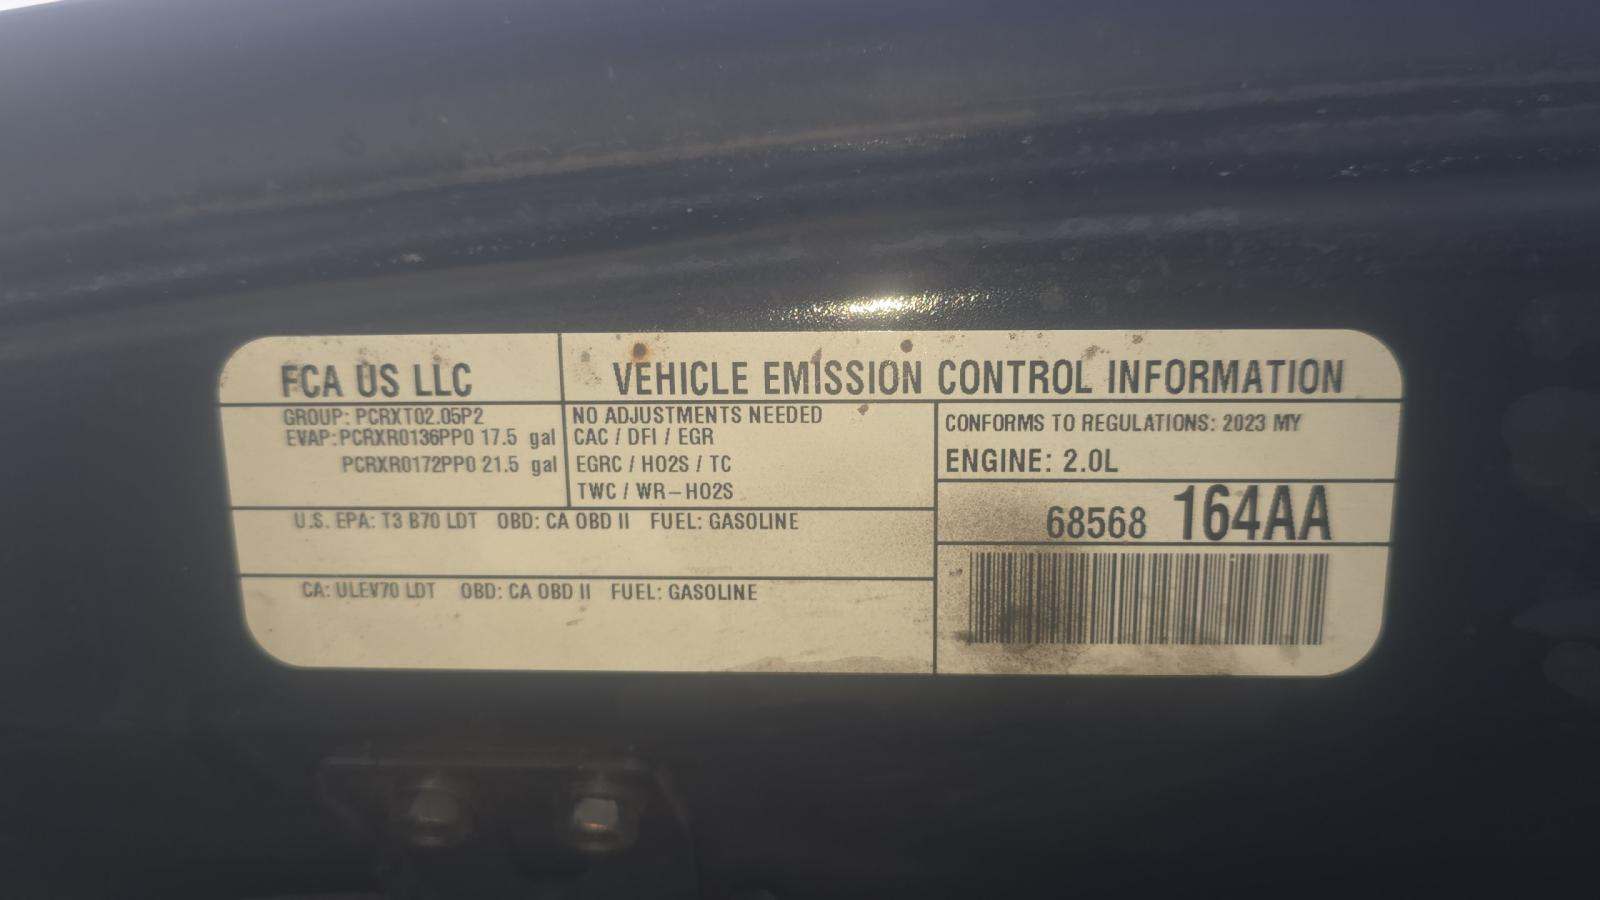 FCA US LLC
VEHICLE EMISSION CONTROL INFORMATION
GROUP: PCRXT02.05P2
EVAP:PCRXR0136PP0 17.5 gal
PCRXR0172PP0 21.5 gal
NO ADJUSTMENTS NEEDED
CAC / DFI / EGR
EGRC / HO2S / TC
TWC / WR-HO2S
CONFORMS TO REGULATIONS: 2023 MY
ENGINE: 2.0L
68568 164AA
U.S. EPA: T3 B70 LDT OBD: CA OBD II FUEL: GASOLINE
CA: ULEV70 LDT OBD: CA OBD II FUEL: GASOLINE